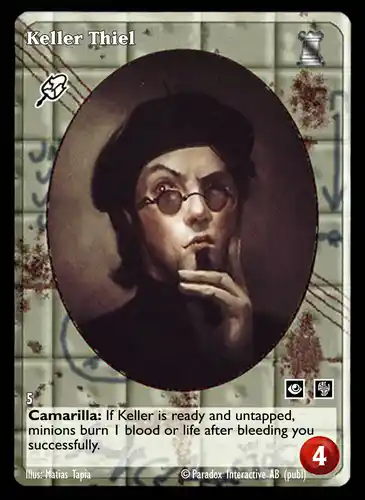 Keller Thiel
5
Camarilla: If Keller is ready and untapped,
minions burn 1 blood or life after bleeding you
successfully.
4
Illus: Matias Tapia
© Paradox Interactive AB (publ)